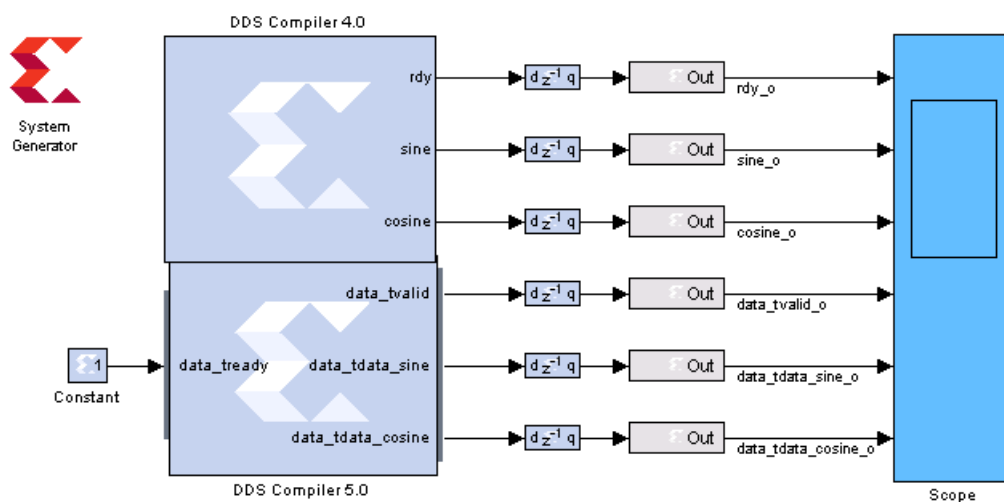 DDS Compiler 4.0
System
Generator
rdy
d z⁻¹ q
Out
rdy_o
sine
d z⁻¹ q
Out
sine_o
cosine
d z⁻¹ q
Out
cosine_o
data_tvalid
d z⁻¹ q
Out
data_tvalid_o
1
Constant
data_tready
data_tdata_sine
d z⁻¹ q
Out
data_tdata_sine_o
data_tdata_cosine
d z⁻¹ q
Out
data_tdata_cosine_o
DDS Compiler 5.0
Scope